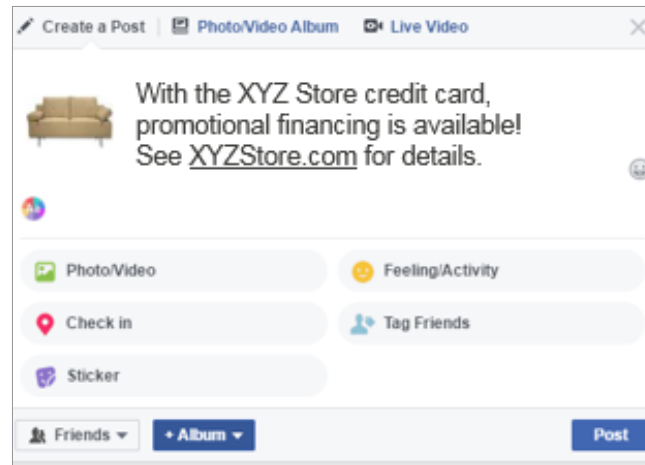 Create a Post Photo/Video Album Live Video
With the XYZ Store credit card,
promotional financing is available!
See XYZStore.com for details.
Photo/Video Feeling/Activity
Check in Tag Friends
Sticker
Friends + Album Post